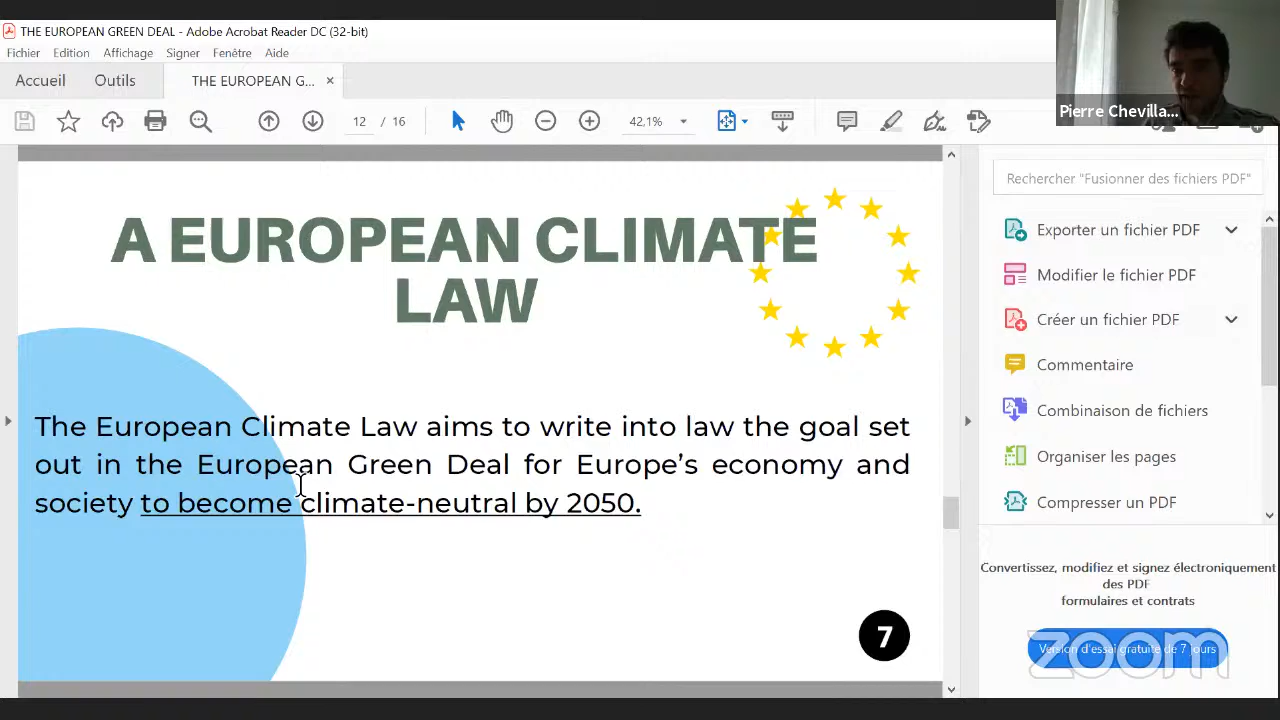 THE EUROPEAN GREEN DEAL - Adobe Acrobat Reader DC (32-bit)
Fichier Edition Affichage Signer Fenêtre Aide
Accueil Outils THE EUROPEAN G... ×
12 / 16 42,1%
Pierre Chevilla...
A EUROPEAN CLIMATE
LAW
The European Climate Law aims to write into law the goal set
out in the European Green Deal for Europe's economy and
society to become climate-neutral by 2050.
7
Rechercher "Fusionner des fichiers PDF"
Exporter un fichier PDF
Modifier le fichier PDF
Créer un fichier PDF
Commentaire
Combinaison de fichiers
Organiser les pages
Compresser un PDF
Convertissez, modifiez et signez électroniquement
des PDF
formulaires et contrats
Version d'essai gratuite de 7 jours
zoom